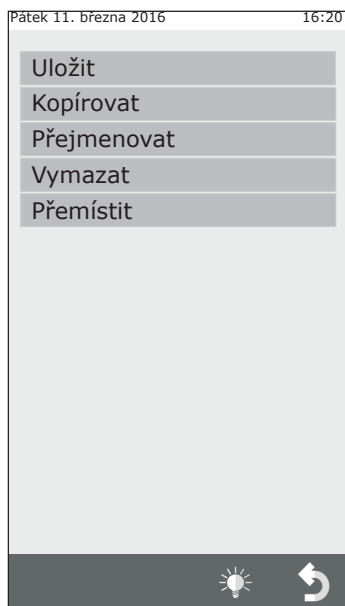 Pátek 11. března 2016 16:20
Uložit
Kopírovat
Přejmenovat
Vymazat
Přemístit